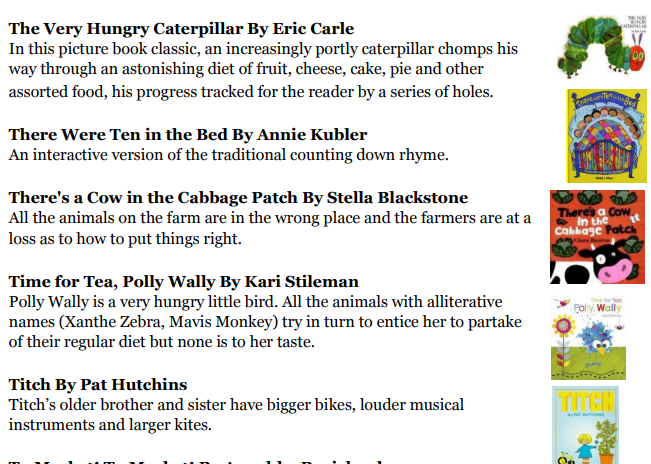 The Very Hungry Caterpillar By Eric Carle
In this picture book classic, an increasingly portly caterpillar chomps his
way through an astonishing diet of fruit, cheese, cake, pie and other
assorted food, his progress tracked for the reader by a series of holes.
There Were Ten in the Bed By Annie Kubler
An interactive version of the traditional counting down rhyme.
There's a Cow in the Cabbage Patch By Stella Blackstone
All the animals on the farm are in the wrong place and the farmers are at a
loss as to how to put things right.
There's a Cow
in the
Cabbage Patch
Clare Beaton
Time for Tea, Polly Wally By Kari Stileman
Polly Wally is a very hungry little bird. All the animals with alliterative
names (Xanthe Zebra, Mavis Monkey) try in turn to entice her to partake
of their regular diet but none is to her taste.
Time for Tea
Polly Wally
Titch By Pat Hutchins
Titch’s older brother and sister have bigger bikes, louder musical
instruments and larger kites.
TITCH
by PAT HUTCHINS